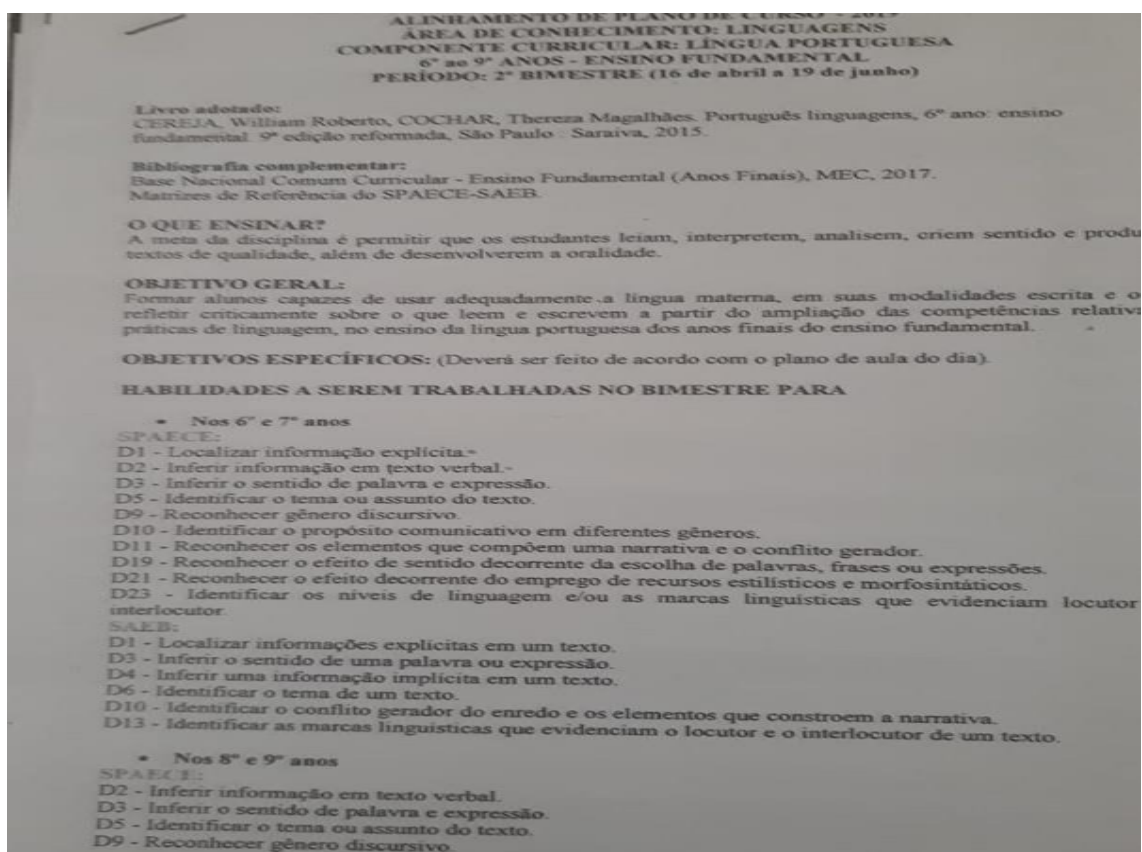 ALINHAMENTO DE PLANO DE CURSO - 2019
ÁREA DE CONHECIMENTO: LINGUAGENS
COMPONENTE CURRICULAR: LÍNGUA PORTUGUESA
6º ao 9º ANOS - ENSINO FUNDAMENTAL
PERÍODO: 2º BIMESTRE (16 de abril a 19 de junho)
Livro adotado:
CEREJA, William Roberto, COCHAR, Thereza Magalhães. Português linguagens, 6º ano: ensino
fundamental. 9ª edição reformada, São Paulo : Saraiva, 2015.
Bibliografia complementar:
Base Nacional Comum Curricular - Ensino Fundamental (Anos Finais), MEC, 2017.
Matrizes de Referência do SPAECE-SAEB.
O QUE ENSINAR?
A meta da disciplina é permitir que os estudantes leiam, interpretem, analisem, criem sentido e produ
textos de qualidade, além de desenvolverem a oralidade.
OBJETIVO GERAL:
Formar alunos capazes de usar adequadamente a língua materna, em suas modalidades escrita e o
refletir criticamente sobre o que leem e escrevem a partir do ampliação das competências relativ
práticas de linguagem, no ensino da língua portuguesa dos anos finais do ensino fundamental.
OBJETIVOS ESPECÍFICOS: (Deverá ser feito de acordo com o plano de aula do dia).
HABILIDADES A SEREM TRABALHADAS NO BIMESTRE PARA
• Nos 6º e 7º anos
SPAECE:
D1 - Localizar informação explícita.
D2 - Inferir informação em texto verbal.
D3 - Inferir o sentido de palavra e expressão.
D5 - Identificar o tema ou assunto do texto.
D9 - Reconhecer gênero discursivo.
D10 - Identificar o propósito comunicativo em diferentes gêneros.
D11 - Reconhecer os elementos que compõem uma narrativa e o conflito gerador.
D19 - Reconhecer o efeito de sentido decorrente da escolha de palavras, frases ou expressões.
D21 - Reconhecer o efeito decorrente do emprego de recursos estilísticos e morfosintáticos.
D23 - Identificar os níveis de linguagem e/ou as marcas linguísticas que evidenciam locutor
interlocutor.
SAEB:
D1 - Localizar informações explícitas em um texto.
D3 - Inferir o sentido de uma palavra ou expressão.
D4 - Inferir uma informação implícita em um texto.
D6 - Identificar o tema de um texto.
D10 - Identificar o conflito gerador do enredo e os elementos que constroem a narrativa.
D13 - Identificar as marcas linguísticas que evidenciam o locutor e o interlocutor de um texto.
• Nos 8º e 9º anos
SPAECE:
D2 - Inferir informação em texto verbal.
D3 - Inferir o sentido de palavra e expressão.
D5 - Identificar o tema ou assunto do texto.
D9 - Reconhecer gênero discursivo.